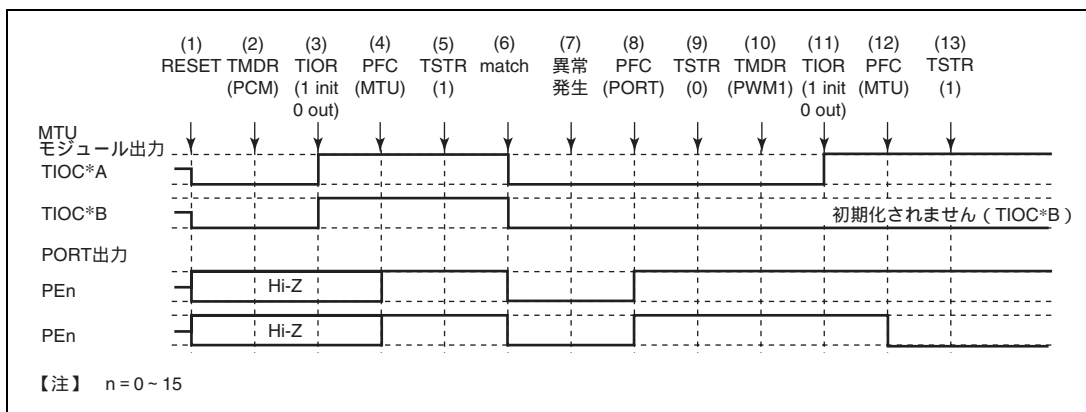 (1) (2) (3) (4) (5) (6) (7) (8) (9) (10) (11) (12) (13)
RESET TMDR TIOR PFC TSTR match 異常 PFC TSTR TMDR TIOR PFC TSTR
(PCM) (1 init (MTU) (1) 発生 (PORT) (0) (PWM1) (1 init (MTU) (1)
0 out) 0 out)
MTU
モジュール出力
TIOC*A
TIOC*B 初期化されません(TIOC*B)
PORT出力
PEn Hi-Z
PEn Hi-Z
【注】 n = 0 ~ 15